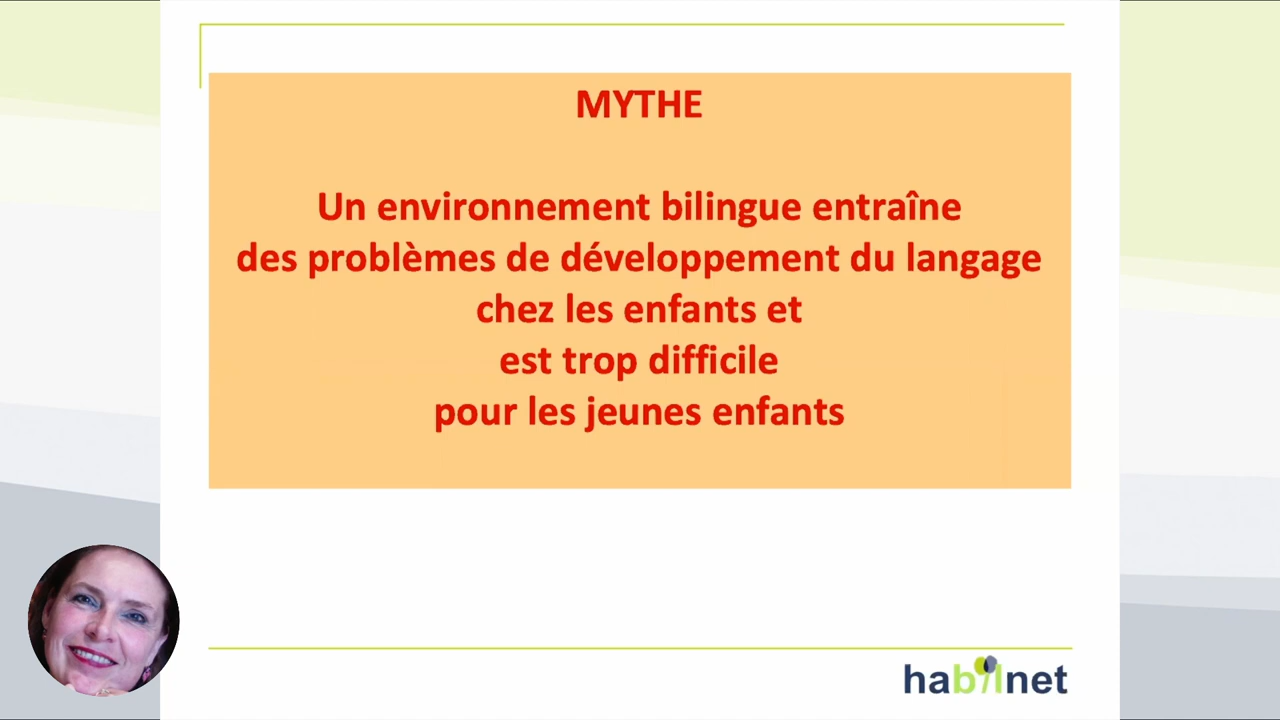 MYTHE
Un environnement bilingue entraîne
des problèmes de développement du langage
chez les enfants et
est trop difficile
pour les jeunes enfants
habilnet